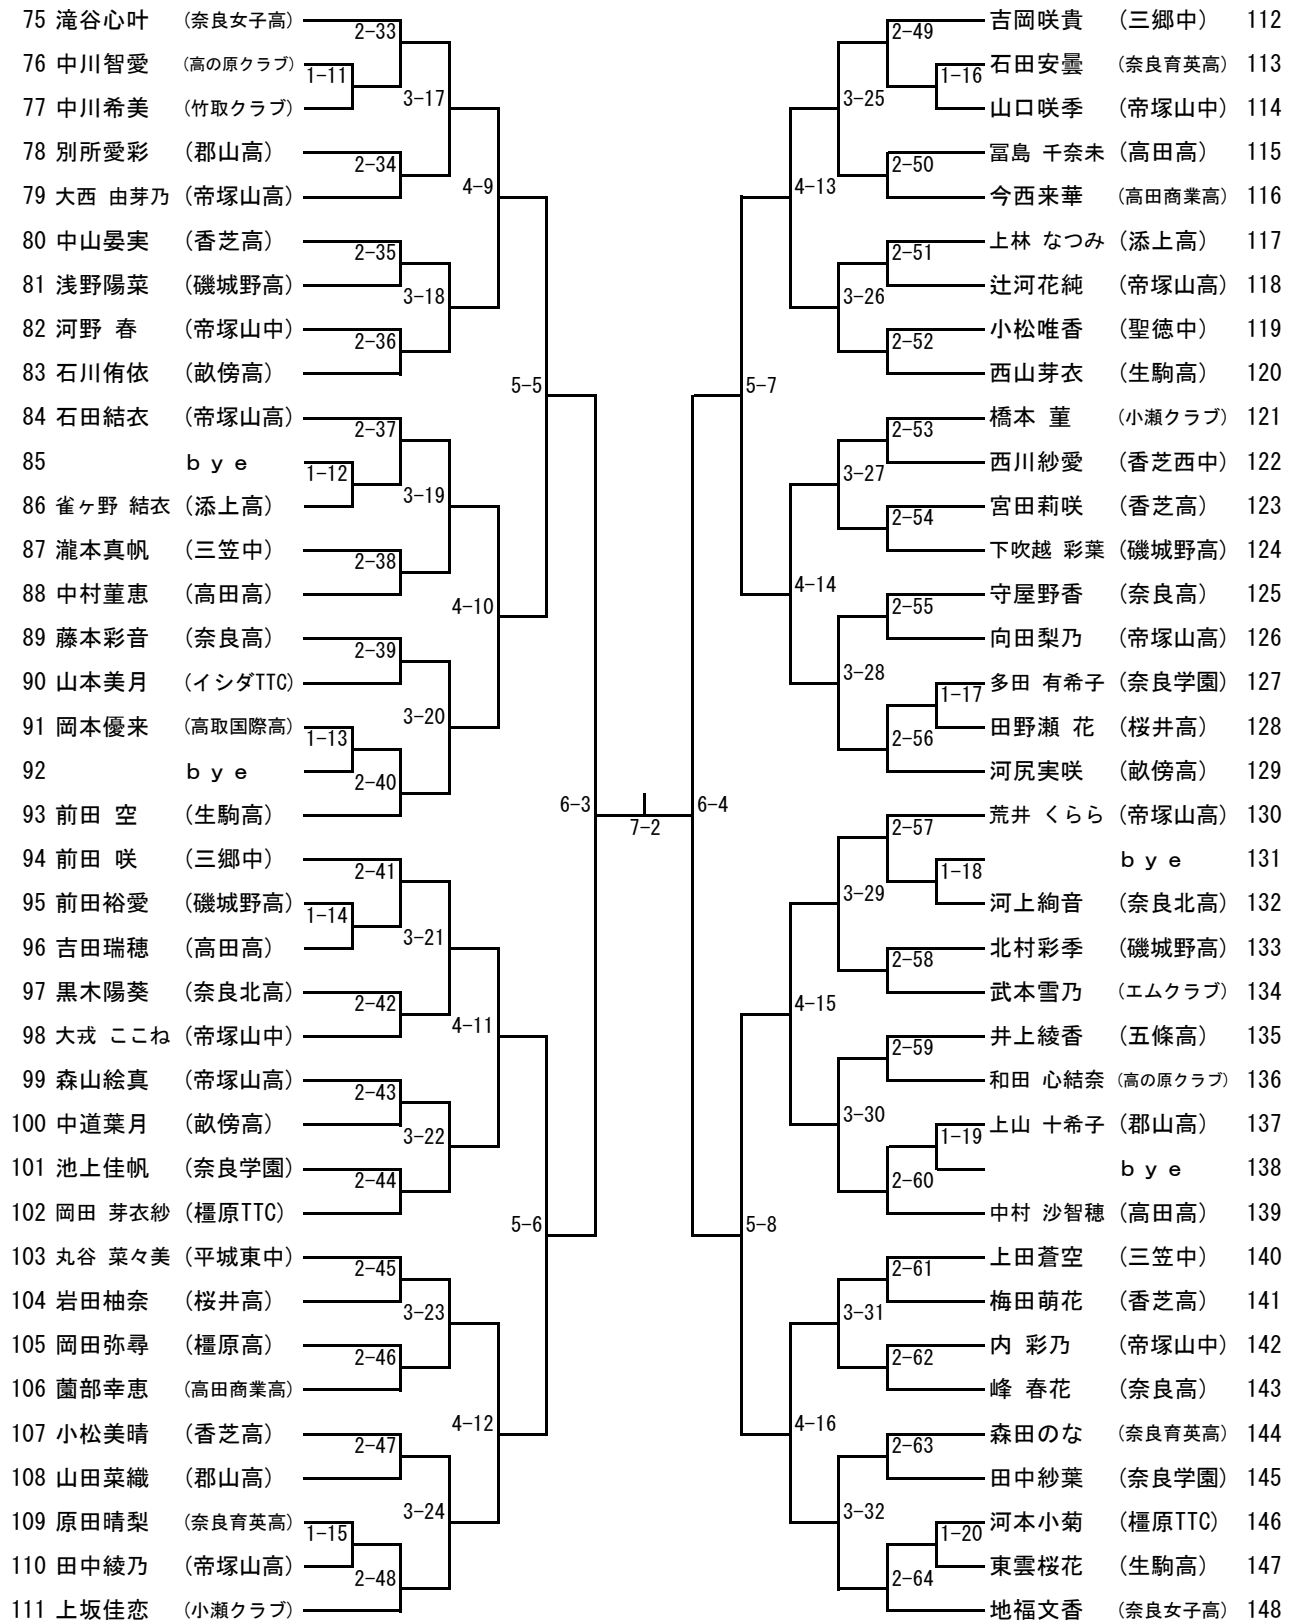 75 滝谷心叶 (奈良女子高)
2-33
76 中川智愛 (高の原クラブ)
1-11
77 中川希美 (竹取クラブ)
3-17
78 別所愛彩 (郡山高)
2-34
79 大西 由芽乃 (帝塚山高)
4-9
80 中山晏実 (香芝高)
2-35
81 浅野陽菜 (磯城野高)
3-18
82 河野 春 (帝塚山中)
2-36
83 石川侑依 (畝傍高)
5-5
84 石田結衣 (帝塚山高)
2-37
85 bye
1-12
86 雀ヶ野 結衣 (添上高)
3-19
87 瀧本真帆 (三笠中)
2-38
88 中村菫恵 (高田高)
4-10
89 藤本彩音 (奈良高)
2-39
90 山本美月 (イシダTTC)
3-20
91 岡本優来 (高取国際高)
1-13
92 bye
2-40
93 前田 空 (生駒高)
6-3
94 前田 咲 (三郷中)
2-41
95 前田裕愛 (磯城野高)
1-14
96 吉田瑞穂 (高田高)
3-21
97 黒木陽葵 (奈良北高)
2-42
98 大戎 ここね (帝塚山中)
4-11
99 森山絵真 (帝塚山高)
2-43
100 中道葉月 (畝傍高)
3-22
101 池上佳帆 (奈良学園)
2-44
102 岡田 芽衣紗 (橿原TTC)
5-6
103 丸谷 菜々美 (平城東中)
2-45
104 岩田柚奈 (桜井高)
3-23
105 岡田弥尋 (橿原高)
2-46
106 薗部幸恵 (高田商業高)
4-12
107 小松美晴 (香芝高)
2-47
108 山田菜織 (郡山高)
3-24
109 原田晴梨 (奈良育英高)
1-15
110 田中綾乃 (帝塚山高)
2-48
111 上坂佳恋 (小瀬クラブ)
7-2
吉岡咲貴 (三郷中) 112
2-49
石田安曇 (奈良育英高) 113
1-16
山口咲季 (帝塚山中) 114
3-25
冨島 千奈未 (高田高) 115
2-50
今西来華 (高田商業高) 116
4-13
上林 なつみ (添上高) 117
2-51
辻河花純 (帝塚山高) 118
3-26
小松唯香 (聖徳中) 119
2-52
西山芽衣 (生駒高) 120
5-7
橋本 菫 (小瀬クラブ) 121
2-53
西川紗愛 (香芝西中) 122
3-27
宮田莉咲 (香芝高) 123
2-54
下吹越 彩葉 (磯城野高) 124
4-14
守屋野香 (奈良高) 125
2-55
向田梨乃 (帝塚山高) 126
3-28
多田 有希子 (奈良学園) 127
1-17
田野瀬 花 (桜井高) 128
2-56
河尻実咲 (畝傍高) 129
6-4
荒井 くらら (帝塚山高) 130
2-57
bye 131
1-18
河上絢音 (奈良北高) 132
3-29
北村彩季 (磯城野高) 133
2-58
武本雪乃 (エムクラブ) 134
4-15
井上綾香 (五條高) 135
2-59
和田 心結奈 (高の原クラブ) 136
3-30
上山 十希子 (郡山高) 137
1-19
bye 138
2-60
中村 沙智穂 (高田高) 139
5-8
上田蒼空 (三笠中) 140
2-61
梅田萌花 (香芝高) 141
3-31
内 彩乃 (帝塚山中) 142
2-62
峰 春花 (奈良高) 143
4-16
森田のな (奈良育英高) 144
2-63
田中紗葉 (奈良学園) 145
3-32
河本小菊 (橿原TTC) 146
1-20
東雲桜花 (生駒高) 147
2-64
地福文香 (奈良女子高) 148